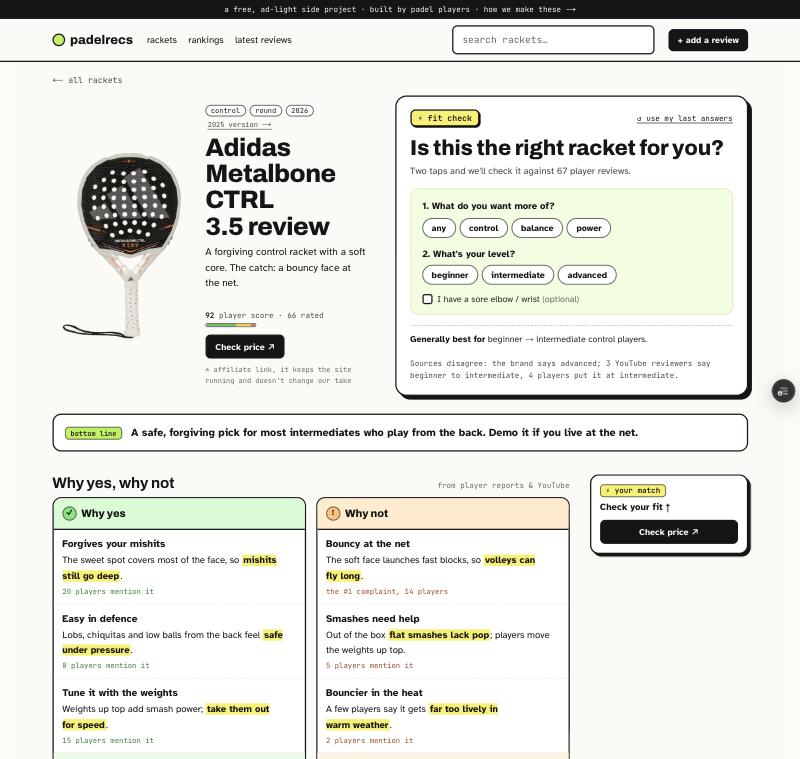 a free, ad-light side project · built by padel players · how we make these ⟶
padelrecs
rackets
rankings
latest reviews
search rackets…
+ add a review
⟵ all rackets
control
round
2026
2025 version ⟶
Adidas
Metalbone
CTRL
3.5 review
A forgiving control racket with a soft
core. The catch: a bouncy face at
the net.
92 player score · 66 rated
Check price ↗
* affiliate link, it keeps the site
running and doesn't change our take
⚡ fit check
↺ use my last answers
Is this the right racket for you?
Two taps and we'll check it against 67 player reviews.
1. What do you want more of?
any
control
balance
power
2. What's your level?
beginner
intermediate
advanced
I have a sore elbow / wrist (optional)
Generally best for beginner → intermediate control players.
Sources disagree: the brand says advanced; 3 YouTube reviewers say
beginner to intermediate, 4 players put it at intermediate.
bottom line
A safe, forgiving pick for most intermediates who play from the back. Demo it if you live at the net.
Why yes, why not
from player reports & YouTube
Why yes
Forgives your mishits
The sweet spot covers most of the face, so mishits
still go deep.
20 players mention it
Easy in defence
Lobs, chiquitas and low balls from the back feel safe
under pressure.
8 players mention it
Tune it with the weights
Weights up top add smash power; take them out
for speed.
15 players mention it
Why not
Bouncy at the net
The soft face launches fast blocks, so volleys can
fly long.
the #1 complaint, 14 players
Smashes need help
Out of the box flat smashes lack pop; players move
the weights up top.
5 players mention it
Bouncier in the heat
A few players say it gets far too lively in
warm weather.
2 players mention it
⚡ your match
Check your fit ↑
Check price ↗